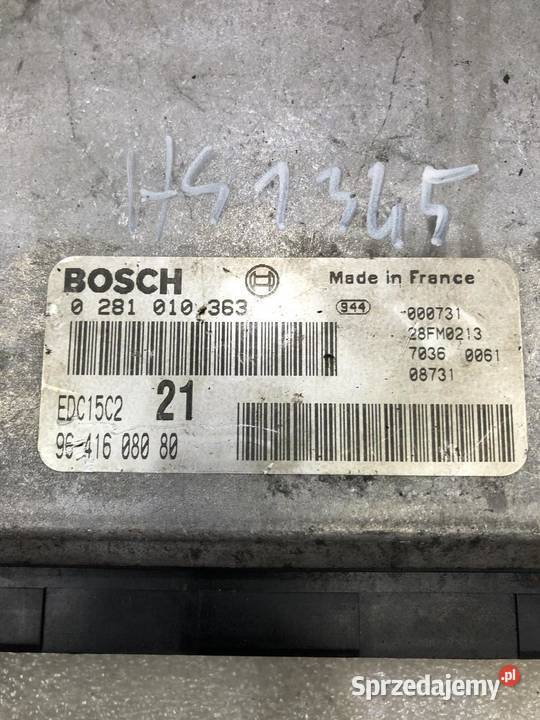 HS1345
BOSCH
Made in France
0 281 010 363
944
000731
28FM0213
7036 0061
08731
EDC15C2 21
96 416 080 80
Sprzedajemy.pl